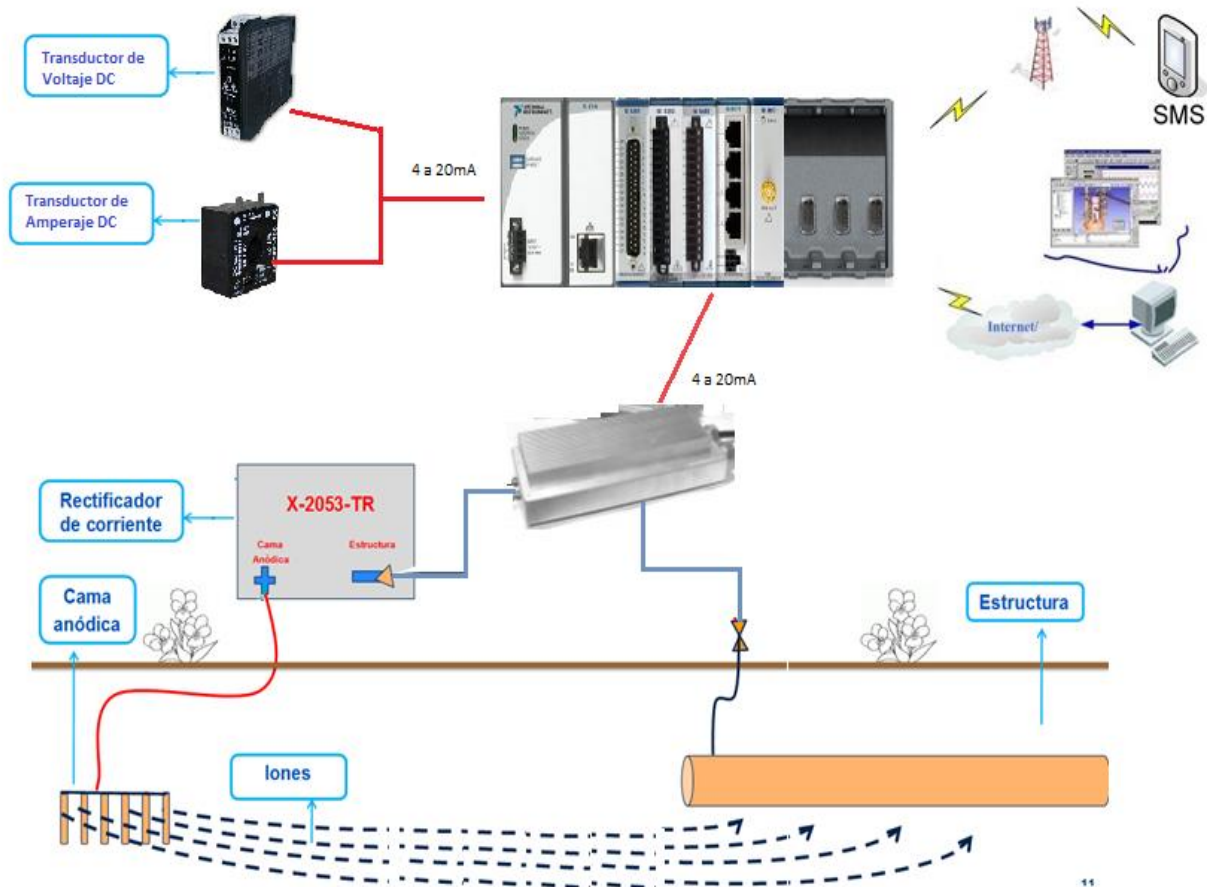 Transductor de
Voltaje DC
Transductor de
Amperaje DC
4 a 20mA
SMS
Internet/
4 a 20mA
Rectificador
de corriente
X-2053-TR
Cama
Anódica
Estructura
Cama
anódica
Estructura
Iones
11